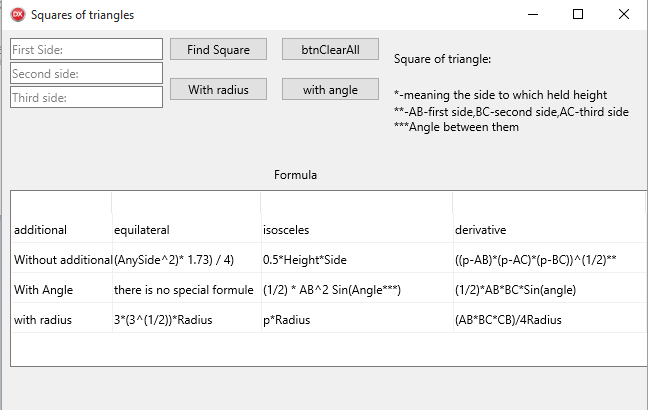 DX Squares of triangles
First Side: Find Square btnClearAll
Square of triangle:
Second side:
Third side: With radius with angle
*-meaning the side to which held height
**-AB-first side,BC-second side,AC-third side
***Angle between them
Formula
additional equilateral isosceles derivative
Without additional (AnySide^2)* 1.73) / 4) 0.5*Height*Side ((p-AB)*(p-AC)*(p-BC))^(1/2)**
With Angle there is no special formule (1/2) * AB^2 Sin(Angle***) (1/2)*AB*BC*Sin(angle)
with radius 3*(3^(1/2))*Radius p*Radius (AB*BC*CB)/4Radius